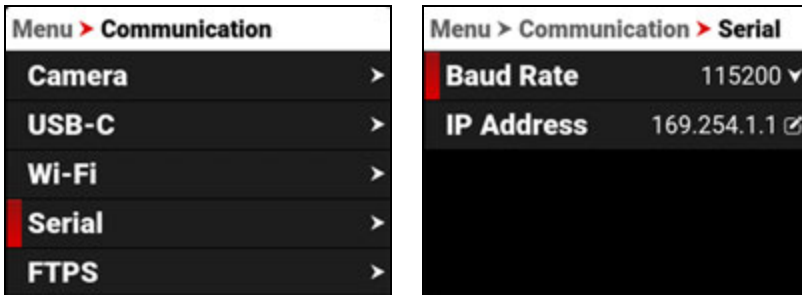 Menu > Communication
Camera >
USB-C >
Wi-Fi >
Serial >
FTPS >
Menu > Communication > Serial
Baud Rate 115200
IP Address 169.254.1.1